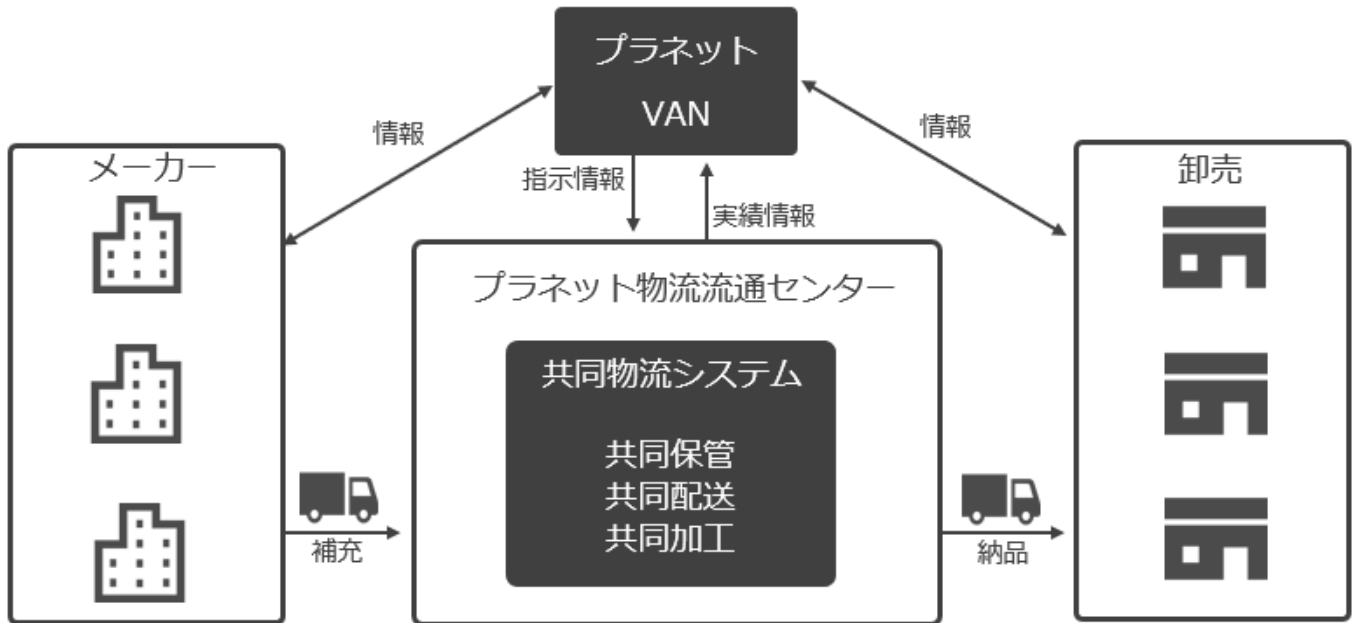 プラネット
VAN
情報
情報
指示情報
実績情報
メーカー
卸売
プラネット物流流通センター
共同物流システム
共同保管
共同配送
共同加工
補充
納品